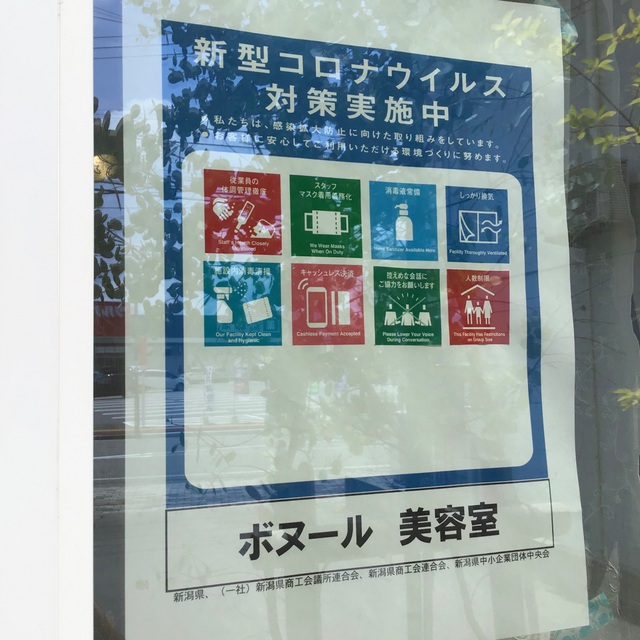 新型コロナウイルス
対策実施中
私たちは、感染拡大防止に向けた取り組みをしています。
お客様に安心してご利用いただける環境づくりに努めます。
従業員の
体調管理徹底
Closely
スタッフ
マスク着用義務化
We Wear Masks
When On Duty
消毒液常備
Hand Sanitizer Available Here
しっかり換気
Facility Thoroughly Ventilated
Our Facility Kept Clean
and Hygienic
キャッシュレス決済
Cashless Payment Accepted
控えめな会話に
ご協力をお願いします
Please Lower Your Voice
During Conversation
人数制限
This Facility Has Restrictions
on Group Size
ボヌール 美容室
新潟県、（一社）新潟県商工会議所連合会、新潟県商工会連合会、新潟県中小企業団体中央会